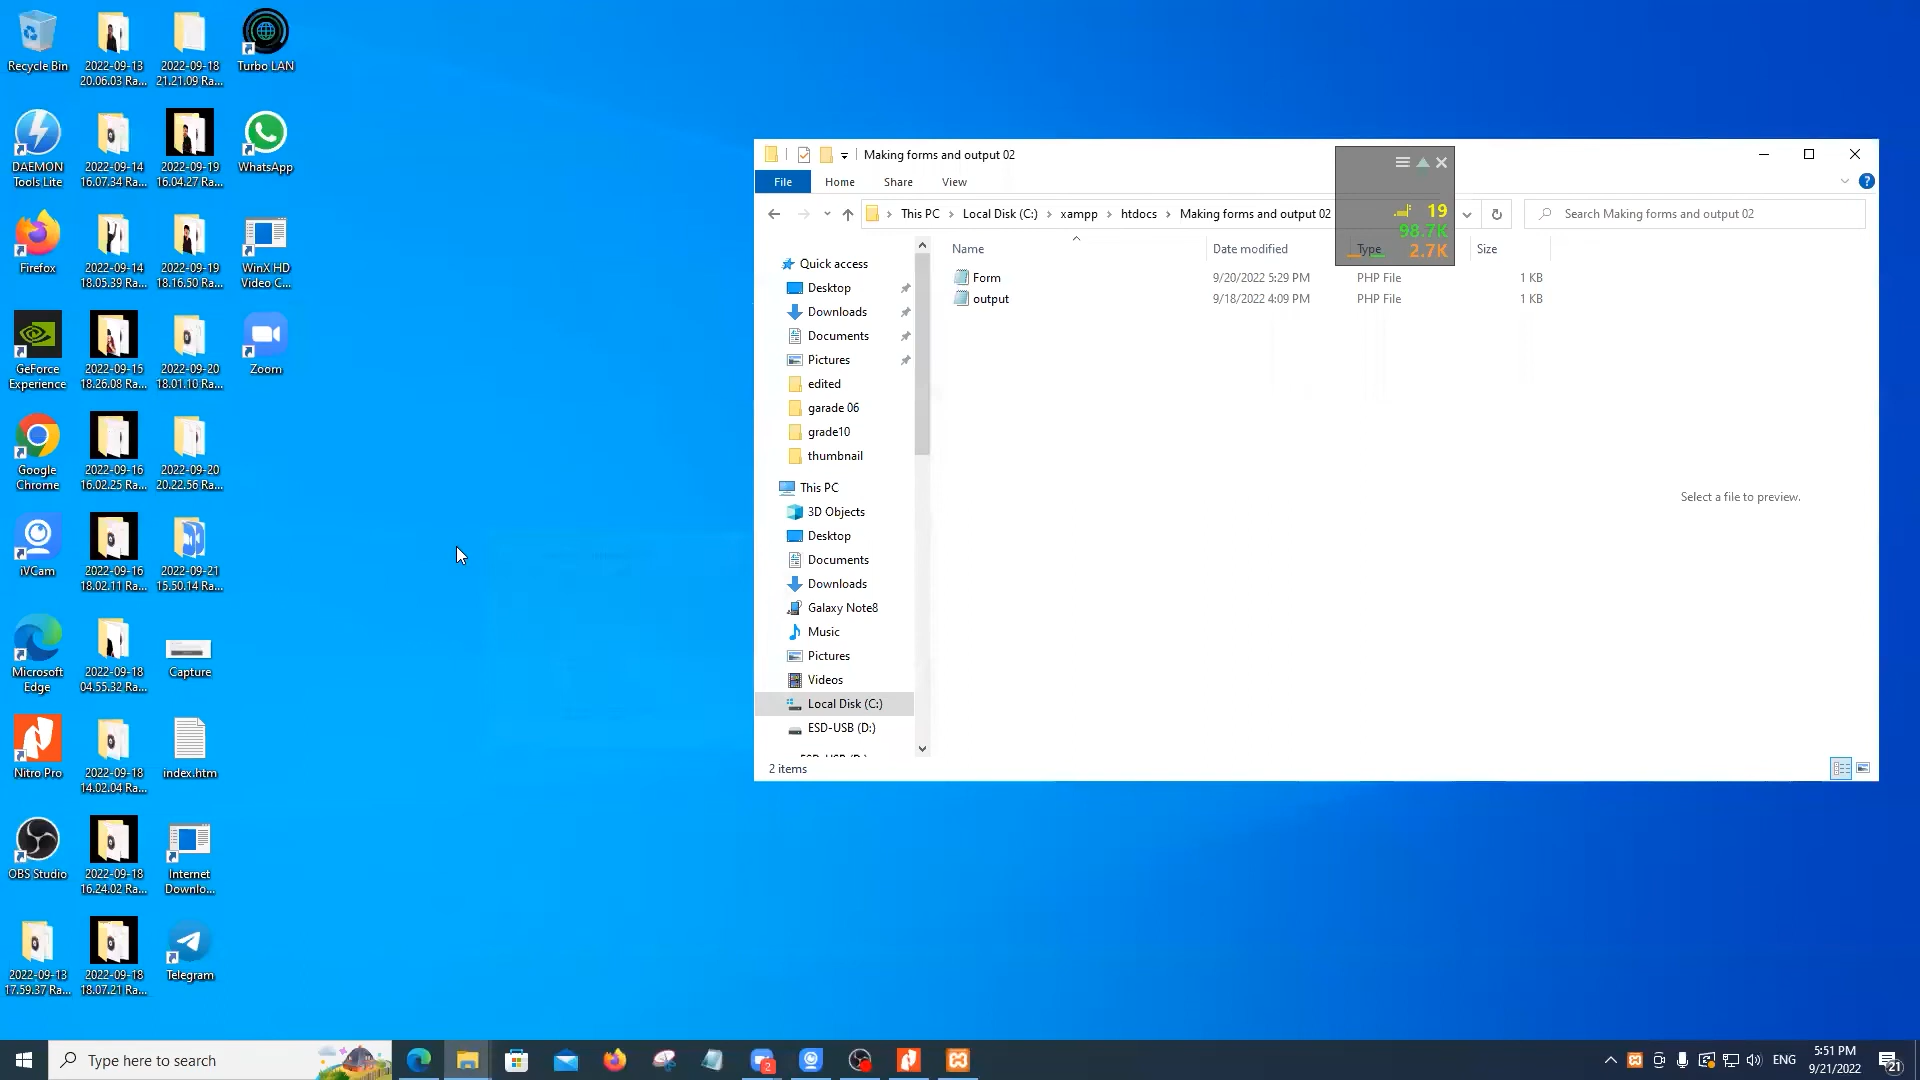 Recycle Bin
2022-09-13
20.06.03 Ra...
2022-09-18
21.21.09 Ra...
Turbo LAN
DAEMON
Tools Lite
2022-09-14
16.07.34 Ra...
2022-09-19
16.04.27 Ra...
WhatsApp
Firefox
2022-09-14
18.05.39 Ra...
2022-09-19
18.16.50 Ra...
WinX HD
Video C...
GeForce
Experience
2022-09-15
18.26.08 Ra...
2022-09-20
18.01.10 Ra...
Zoom
Google
Chrome
2022-09-16
16.02.25 Ra...
2022-09-20
20.22.56 Ra...
iVCam
2022-09-16
18.02.11 Ra...
2022-09-21
15.50.14 Ra...
Microsoft
Edge
2022-09-18
04.55.32 Ra...
Capture
Nitro Pro
2022-09-18
14.02.04 Ra...
index.htm
OBS Studio
2022-09-18
16.24.02 Ra...
Internet
Downlo...
2022-09-13
17.59.37 Ra...
2022-09-18
18.07.21 Ra...
Telegram
Making forms and output 02
File Home Share View
This PC Local Disk (C:) xampp htdocs Making forms and output 02
Search Making forms and output 02
19
98.7K
2.7K
Name Date modified Type Size
Form 9/20/2022 5:29 PM PHP File 1 KB
output 9/18/2022 4:09 PM PHP File 1 KB
Quick access
Desktop
Downloads
Documents
Pictures
edited
garade 06
grade10
thumbnail
This PC
3D Objects
Desktop
Documents
Downloads
Galaxy Note8
Music
Pictures
Videos
Local Disk (C:)
ESD-USB (D:)
Select a file to preview.
2 items
Type here to search
2
ENG
5:51 PM
9/21/2022
21